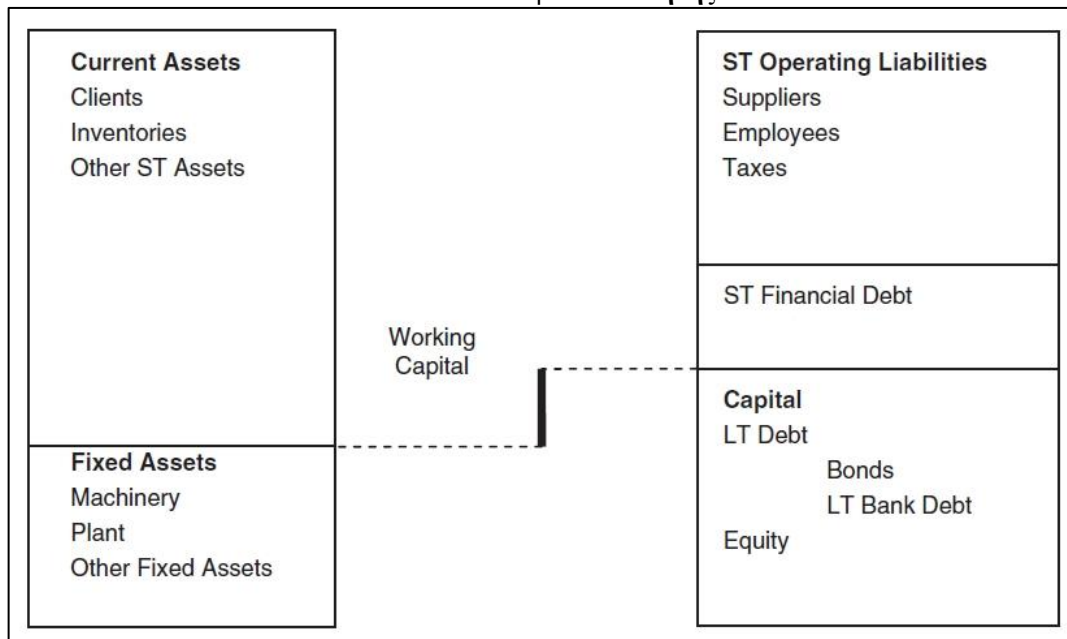 Current Assets
Clients
Inventories
Other ST Assets
Fixed Assets
Machinery
Plant
Other Fixed Assets
Working
Capital
ST Operating Liabilities
Suppliers
Employees
Taxes
ST Financial Debt
Capital
LT Debt
Bonds
LT Bank Debt
Equity